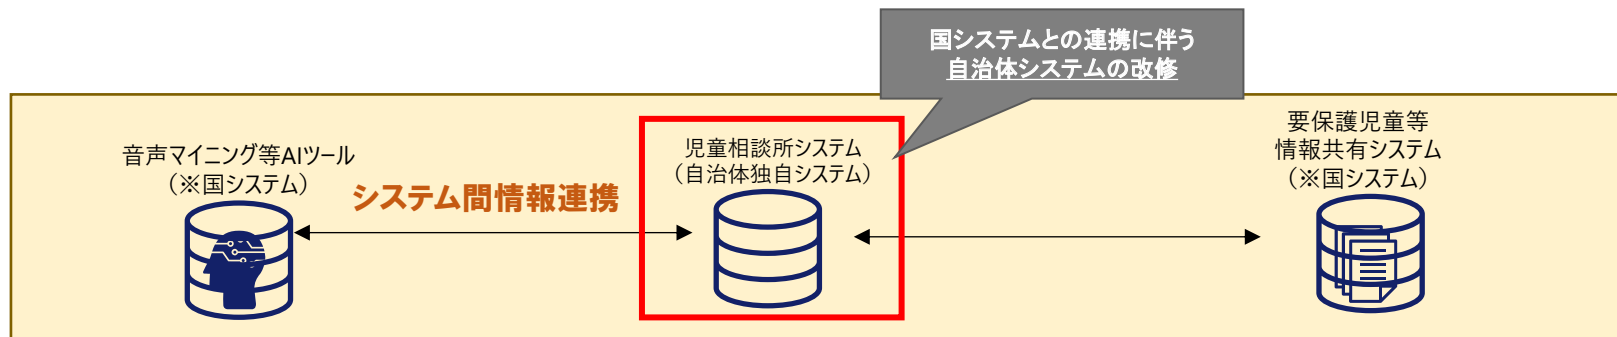 国システムとの連携に伴う
自治体システムの改修
音声マイニング等AIツール
（※国システム）
システム間情報連携
児童相談所システム
（自治体独自システム）
要保護児童等
情報共有システム
（※国システム）